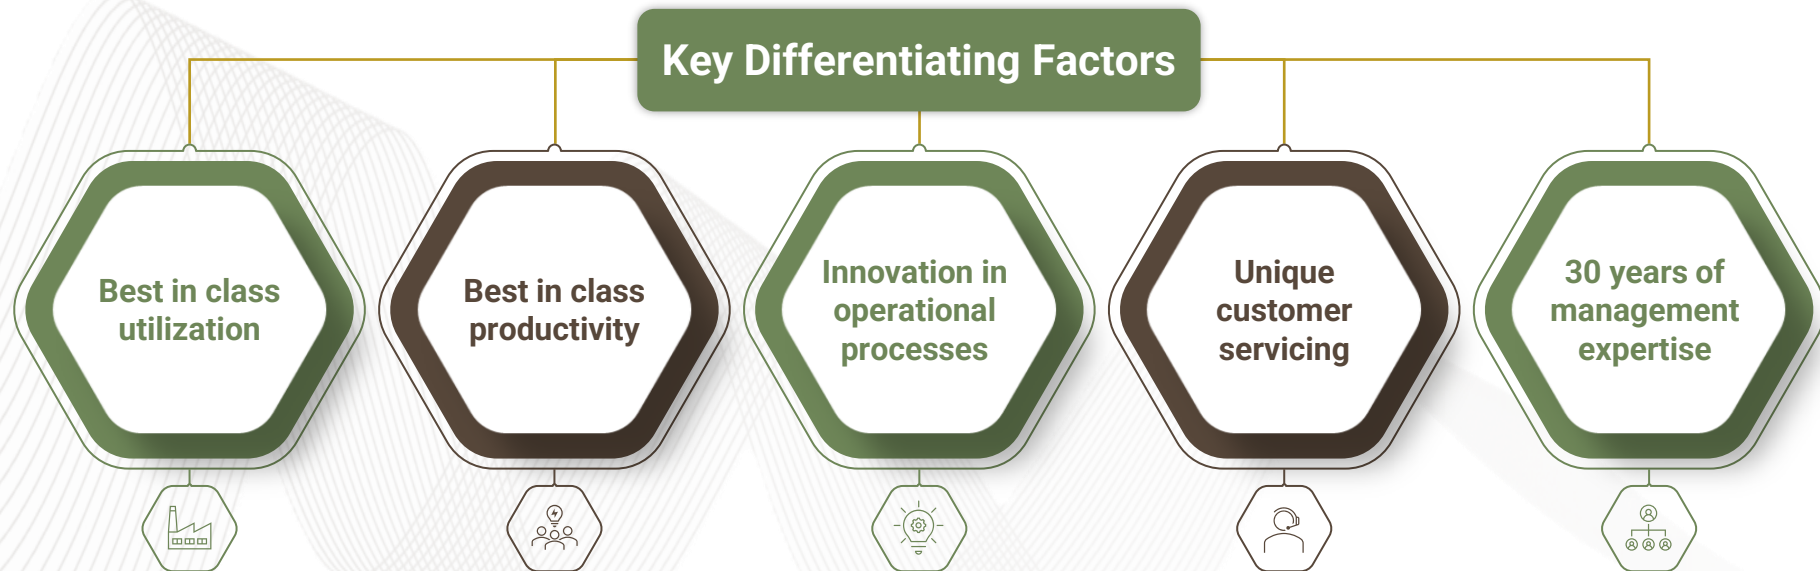 Key Differentiating Factors
Best in class
utilization
Best in class
productivity
Innovation in
operational
processes
Unique
customer
servicing
30 years of
management
expertise